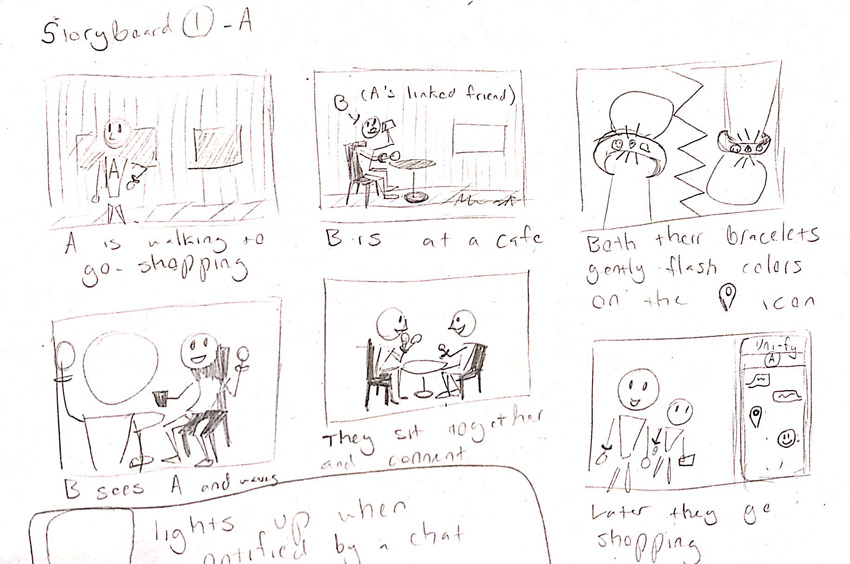 Storyboard ① - A
A
A is walking to
go shopping
B (A's linked friend)
B is at a cafe
Both their bracelets
gently flash colors
on the icon
B sees A and waves
They sit together
and connect
Uni-fy
A
Later they go
shopping
lights up when
notified by a chat